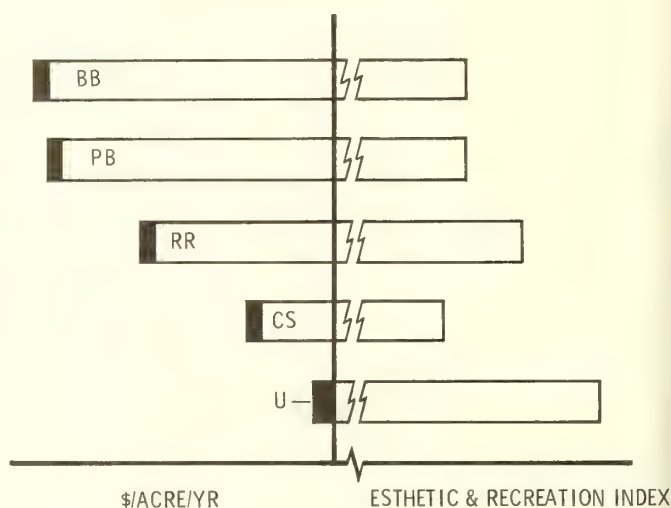 BB
PB
RR
CS
U
$/ACRE/YR
ESTHETIC & RECREATION INDEX